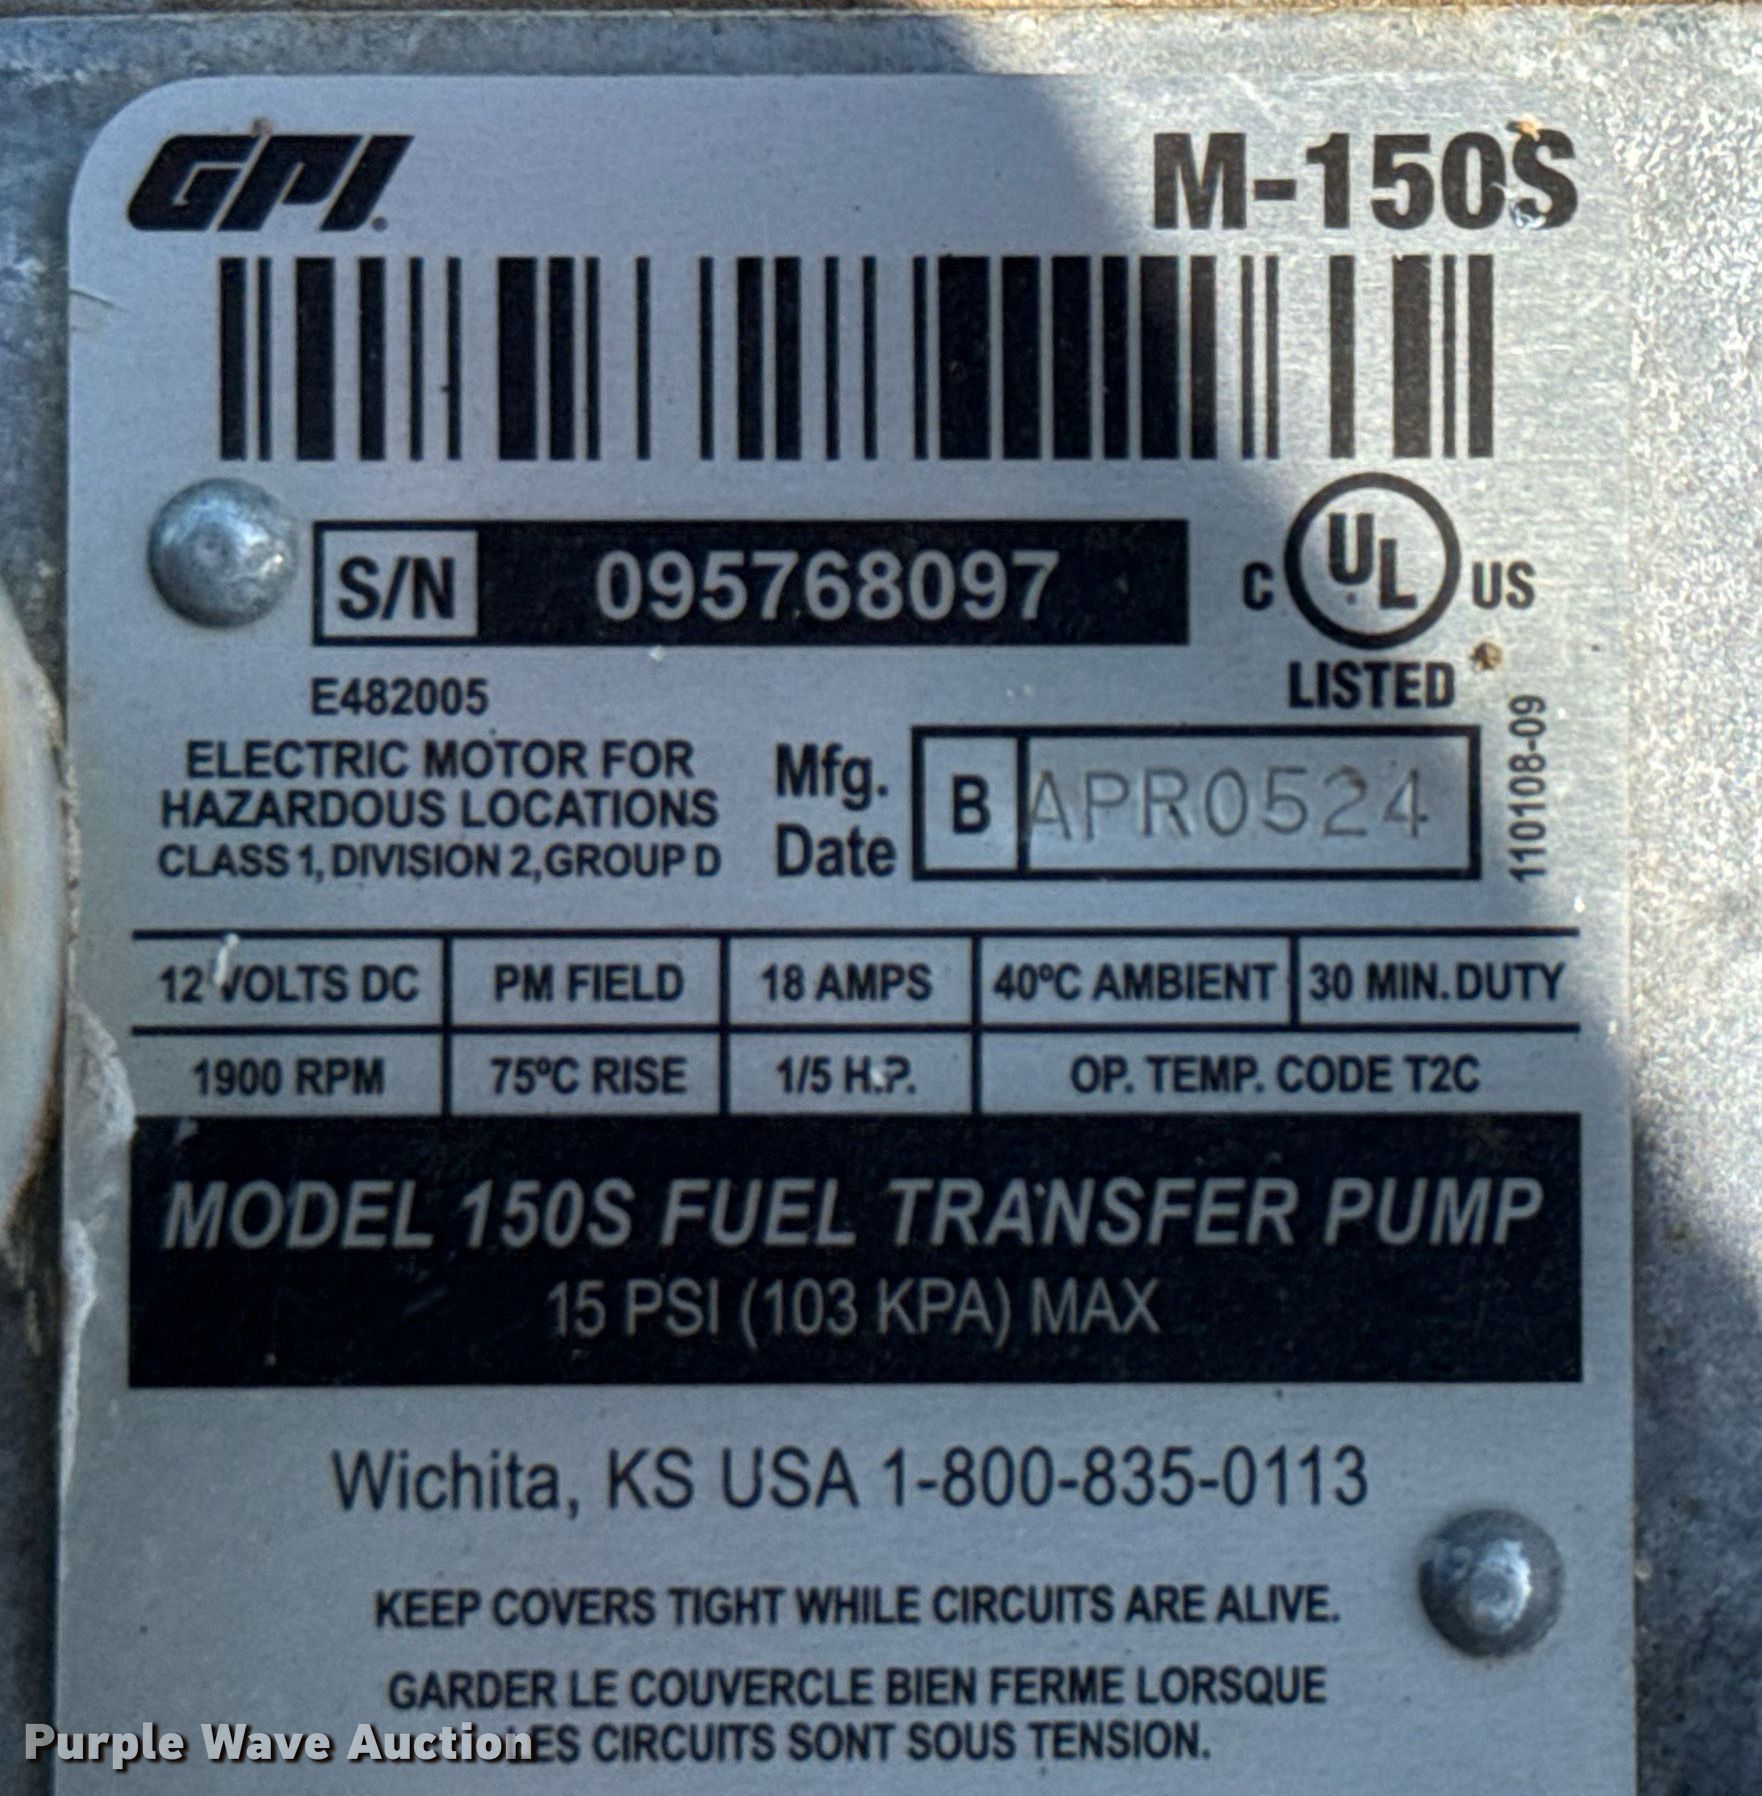 GPI.
M-150S
S/N 095768097
C UL US
LISTED
E482005
ELECTRIC MOTOR FOR
HAZARDOUS LOCATIONS
CLASS 1, DIVISION 2, GROUP D
Mfg.
Date
B APR0524
110108-09
12 VOLTS DC PM FIELD 18 AMPS 40ºC AMBIENT 30 MIN. DUTY
1900 RPM 75ºC RISE 1/5 H.P. OP. TEMP. CODE T2C
MODEL 150S FUEL TRANSFER PUMP
15 PSI (103 KPA) MAX
Wichita, KS USA 1-800-835-0113
KEEP COVERS TIGHT WHILE CIRCUITS ARE ALIVE.
GARDER LE COUVERCLE BIEN FERME LORSQUE
LES CIRCUITS SONT SOUS TENSION.
Purple Wave Auction